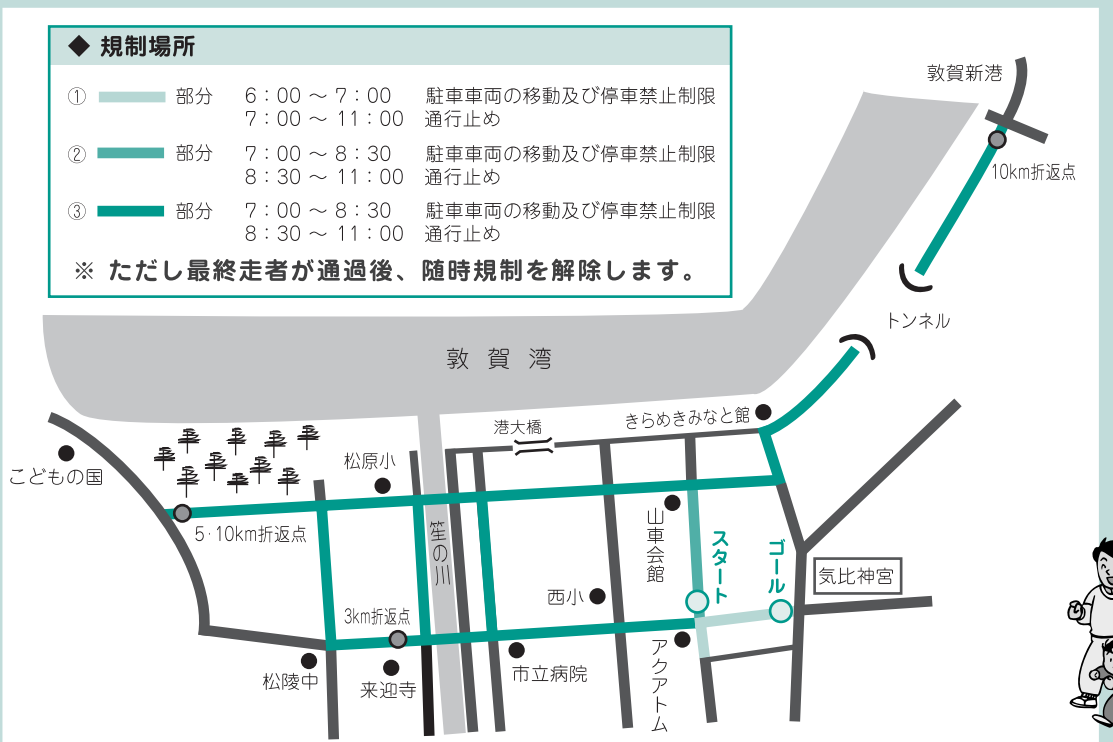 ◆ 規制場所
① 部分 6：00 ～ 7：00 駐車車両の移動及び停車禁止制限
7：00 ～ 11：00 通行止め
② 部分 7：00 ～ 8：30 駐車車両の移動及び停車禁止制限
8：30 ～ 11：00 通行止め
③ 部分 7：00 ～ 8：30 駐車車両の移動及び停車禁止制限
8：30 ～ 11：00 通行止め
※ ただし最終走者が通過後、随時規制を解除します。
敦賀新港
10km折返点
トンネル
敦賀湾
きらめきみなと館
港大橋
松原小
こどもの国
5·10km折返点
笙の川
山車会館
スタート
ゴール
気比神宮
西小
3km折返点
アクアトム
市立病院
松陵中
来迎寺